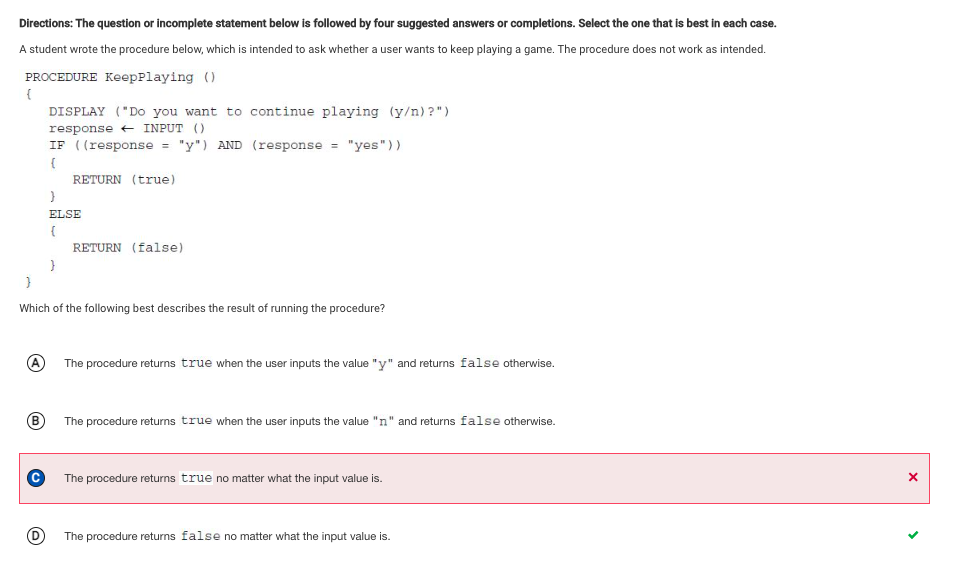 Directions: The question or incomplete statement below is followed by four suggested answers or completions. Select the one that is best in each case.
A student wrote the procedure below, which is intended to ask whether a user wants to keep playing a game. The procedure does not work as intended.
PROCEDURE KeepPlaying ()
{
DISPLAY ("Do you want to continue playing (y/n)?")
response ← INPUT ()
IF ((response = "y") AND (response = "yes"))
{
RETURN (true)
}
ELSE
{
RETURN (false)
}
}
Which of the following best describes the result of running the procedure?
A The procedure returns true when the user inputs the value "y" and returns false otherwise.
B The procedure returns true when the user inputs the value "n" and returns false otherwise.
C The procedure returns true no matter what the input value is.
D The procedure returns false no matter what the input value is.